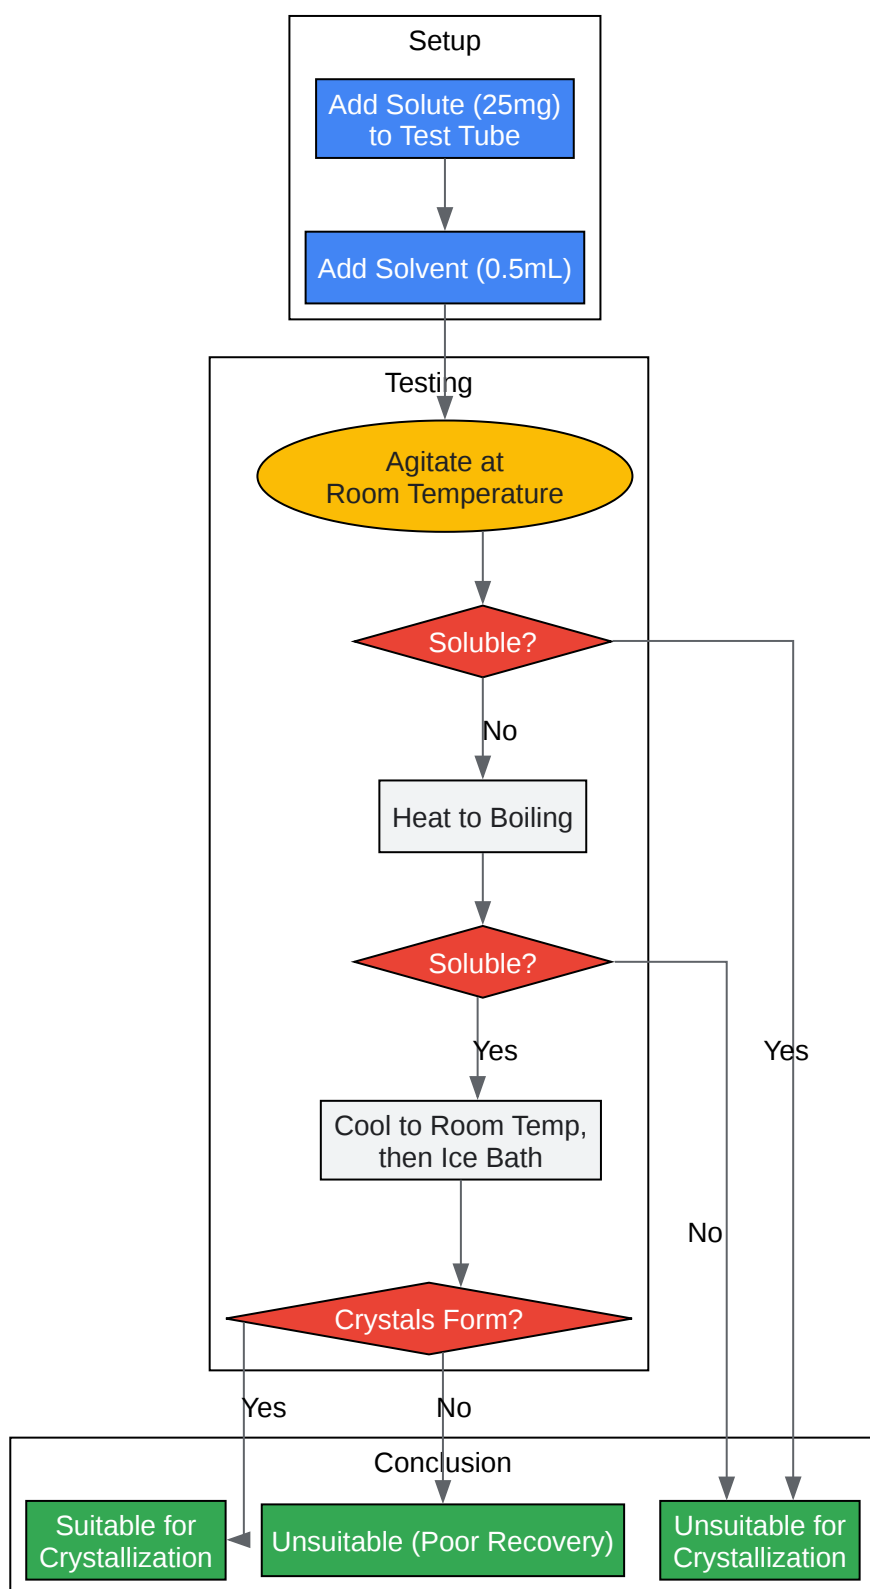 Setup
Add Solute (25mg)
to Test Tube
Add Solvent (0.5mL)
Testing
Agitate at
Room Temperature
Soluble?
No
Heat to Boiling
Soluble?
Yes
Yes
Cool to Room Temp,
then Ice Bath
No
Crystals Form?
Yes
No
Conclusion
Suitable for
Crystallization
Unsuitable (Poor Recovery)
Unsuitable for
Crystallization